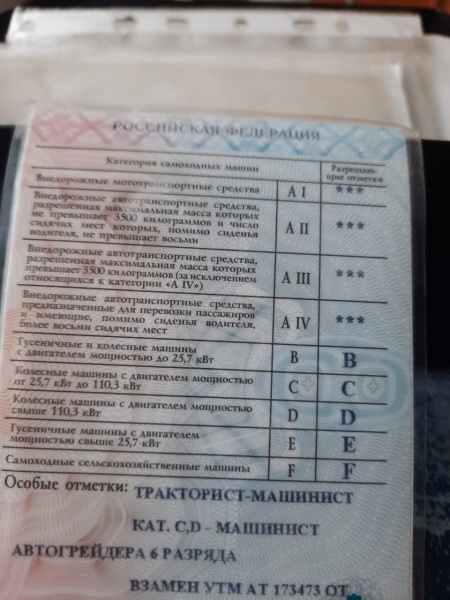 РОССИЙСКАЯ ФЕДЕРАЦИЯ
Категория самоходных машин
Разрешаю-
щие отметки
Внедорожные мототранспортные средства
А I
***
Внедорожные автотранспортные средства,
разрешенная максимальная масса которых
не превышает 3500 килограммов и число
сидячих мест которых, помимо сиденья
водителя, не превышает восьми
А II
***
Внедорожные автотранспортные средства,
разрешенная максимальная масса которых
превышает 3500 килограммов (за исключением
относящихся к категории «А IV»)
А III
***
Внедорожные автотранспортные средства,
предназначенные для перевозки пассажиров
и имеющие, помимо сиденья водителя,
более восьми сидячих мест
А IV
***
Гусеничные и колесные машины
с двигателем мощностью до 25,7 кВт
В
В
Колесные машины с двигателем мощностью
от 25,7 кВт до 110,3 кВт
С
С
Колесные машины с двигателем мощностью
свыше 110,3 кВт
D
D
Гусеничные машины с двигателем
мощностью свыше 25,7 кВт
Е
Е
Самоходные сельскохозяйственные машины
F
F
Особые отметки: ТРАКТОРИСТ-МАШИНИСТ
КАТ. С,D - МАШИНИСТ
АВТОГРЕЙДЕРА 6 РАЗРЯДА
ВЗАМЕН УТМ АТ 173473 ОТ